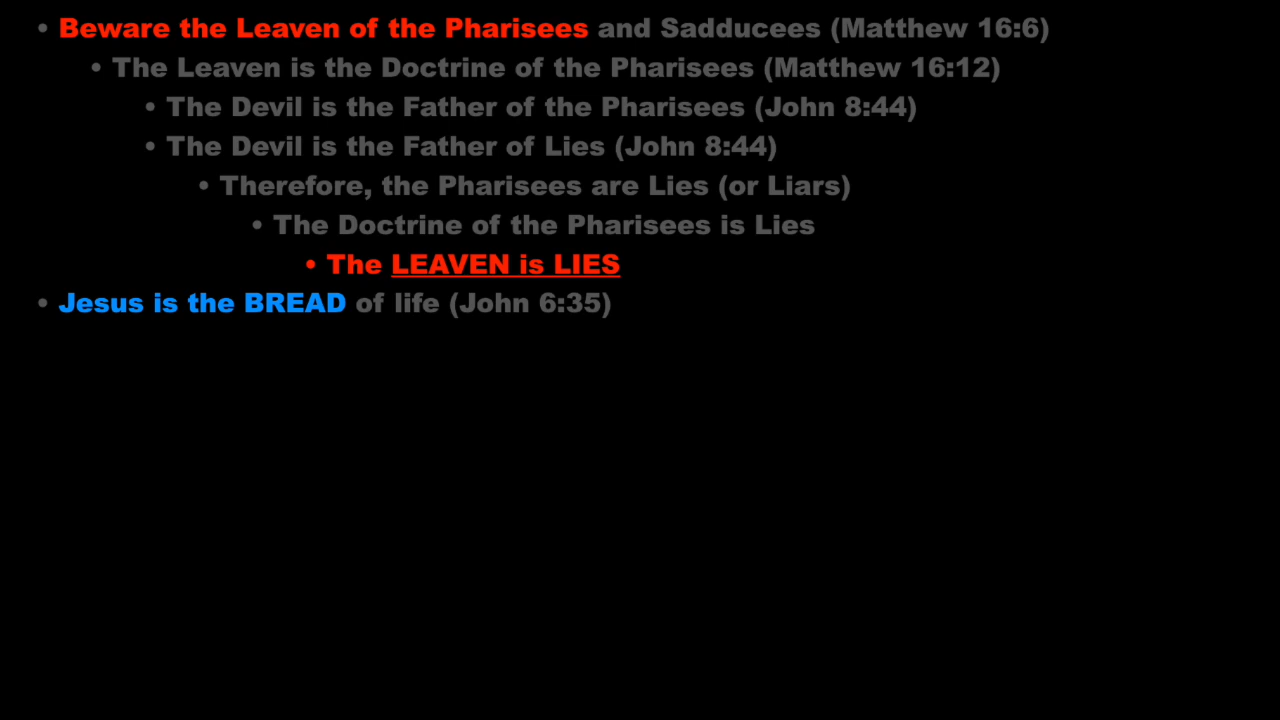 • Beware the Leaven of the Pharisees and Sadducees (Matthew 16:6)
• The Leaven is the Doctrine of the Pharisees (Matthew 16:12)
• The Devil is the Father of the Pharisees (John 8:44)
• The Devil is the Father of Lies (John 8:44)
• Therefore, the Pharisees are Lies (or Liars)
• The Doctrine of the Pharisees is Lies
• The LEAVEN is LIES
• Jesus is the BREAD of life (John 6:35)